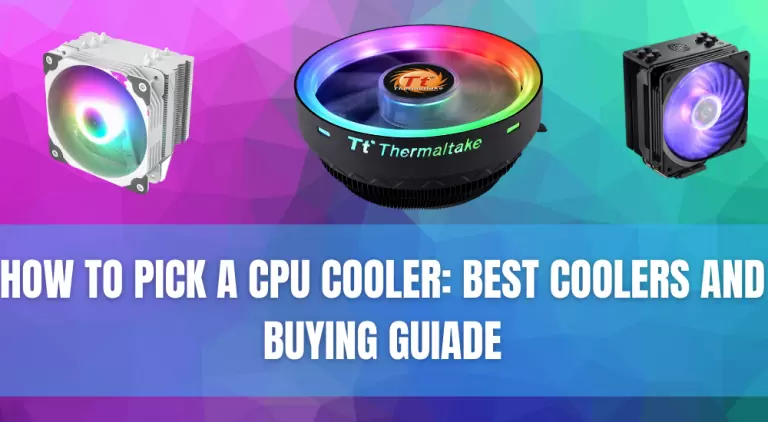 Tt
Thermaltake
Tt Thermaltake
HOW TO PICK A CPU COOLER: BEST COOLERS AND
BUYING GUIADE